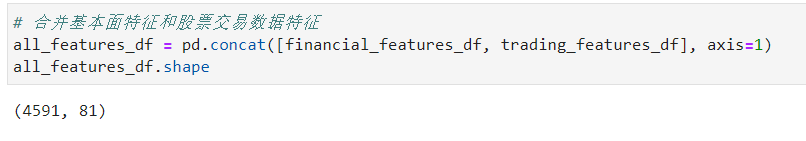 # 合并基本面特征和股票交易数据特征
all_features_df = pd.concat([financial_features_df, trading_features_df], axis=1)
all_features_df.shape
(4591, 81)